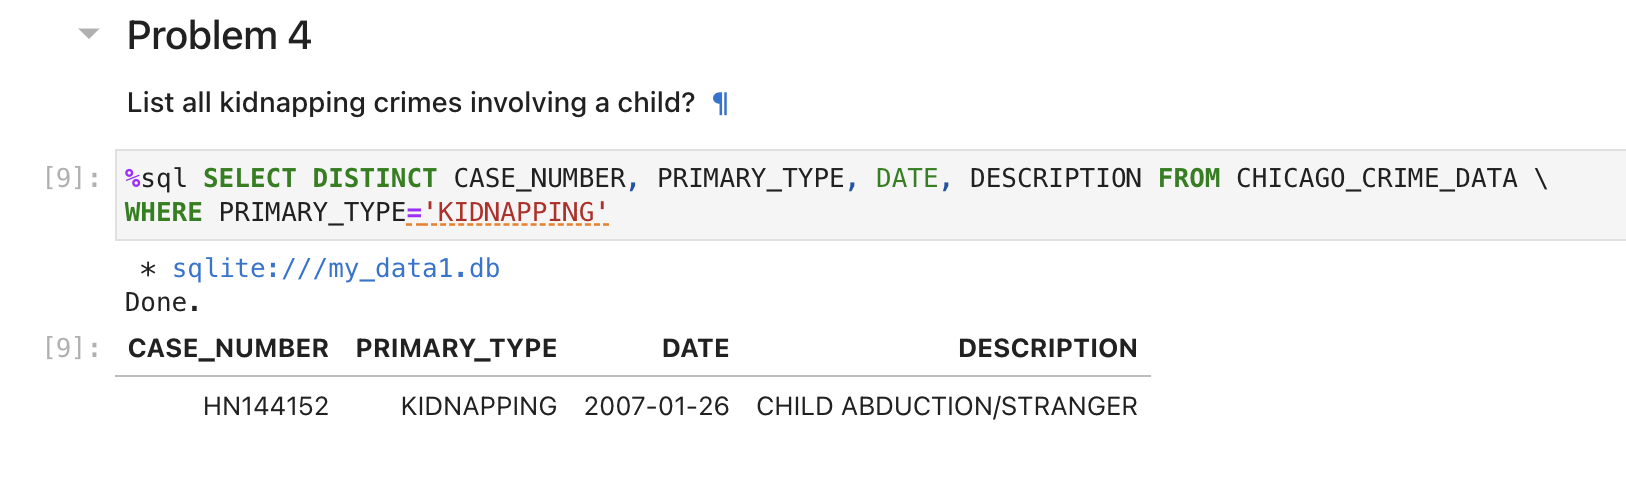 Problem 4
List all kidnapping crimes involving a child? ¶
[9]: %sql SELECT DISTINCT CASE_NUMBER, PRIMARY_TYPE, DATE, DESCRIPTION FROM CHICAGO_CRIME_DATA \
WHERE PRIMARY_TYPE='KIDNAPPING'
* sqlite:///my_data1.db
Done.
[9]: CASE_NUMBER PRIMARY_TYPE DATE DESCRIPTION
HN144152 KIDNAPPING 2007-01-26 CHILD ABDUCTION/STRANGER